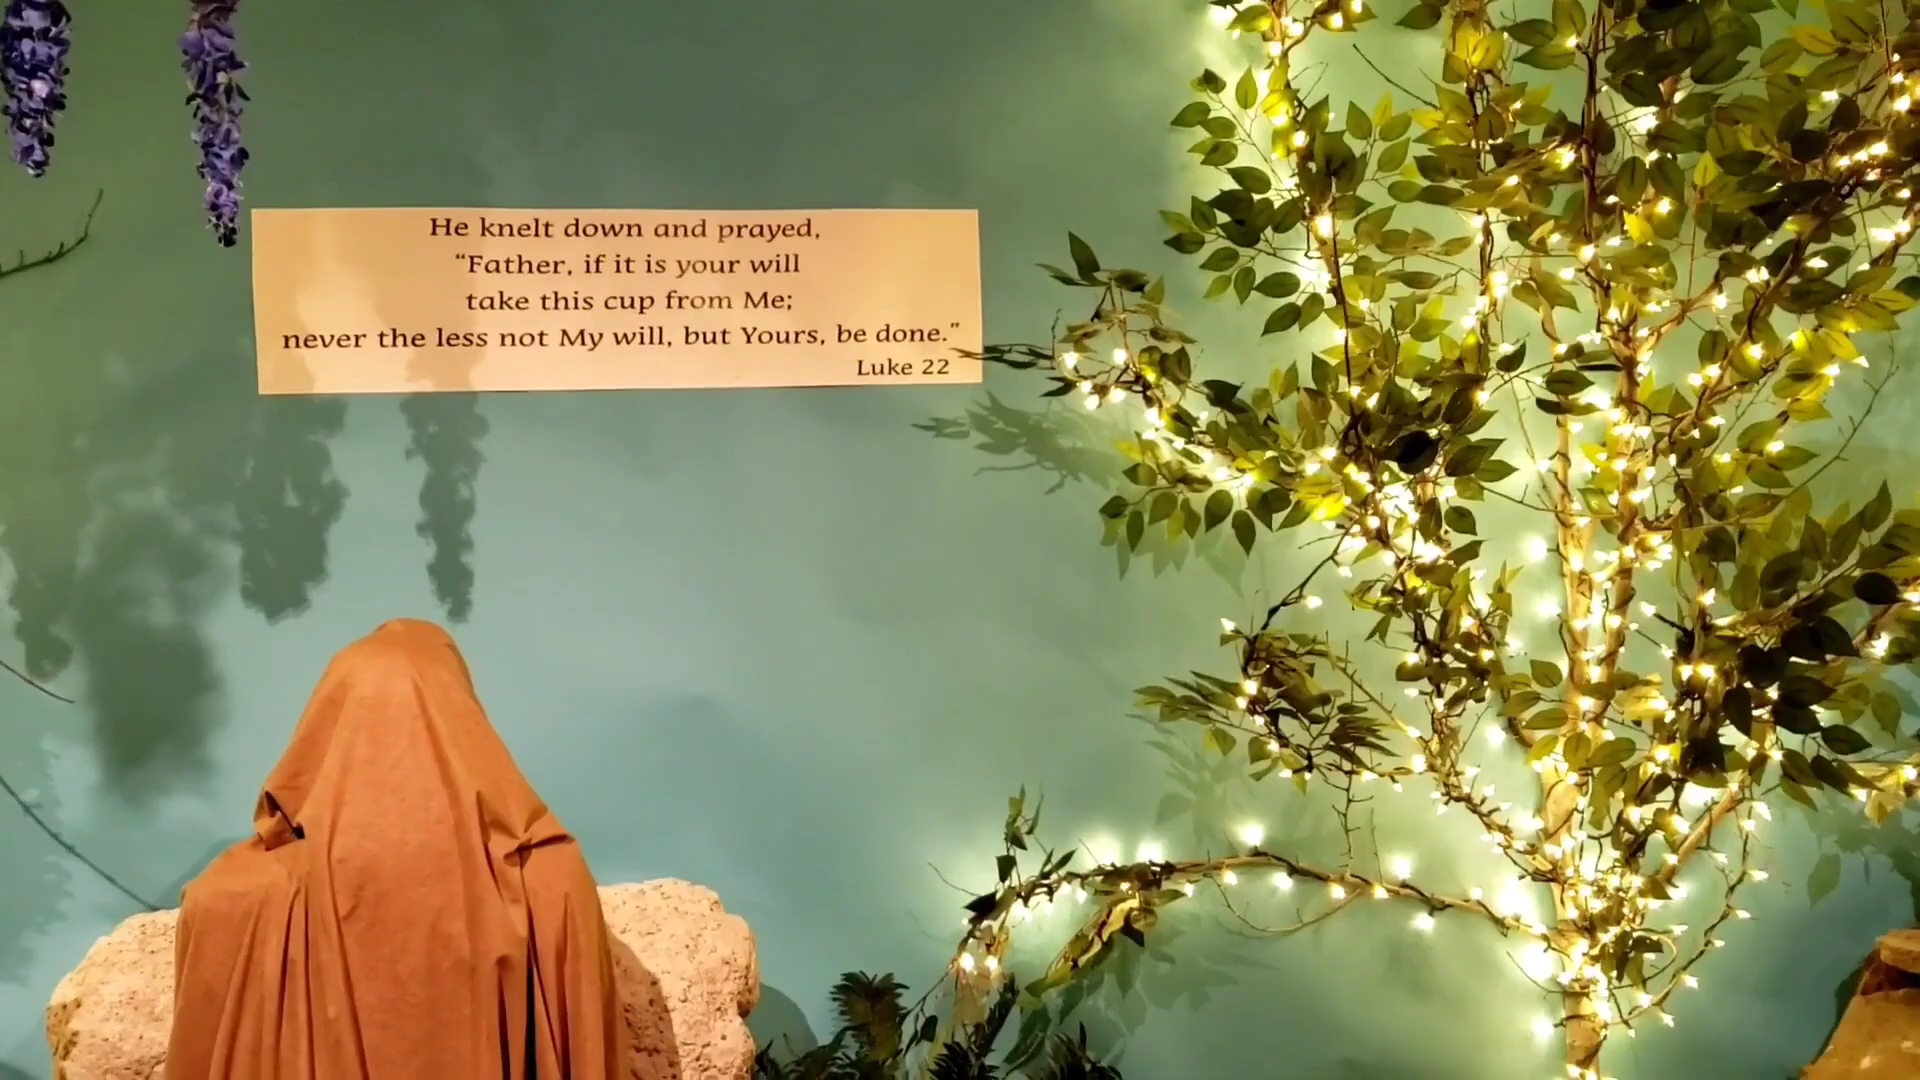 He knelt down and prayed,
“Father, if it is your will
take this cup from Me;
never the less not My will, but Yours, be done.”
Luke 22